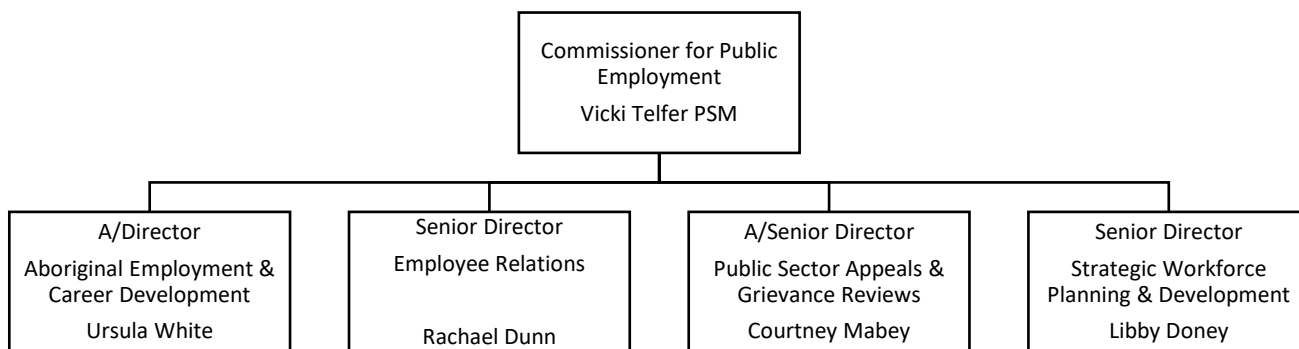 Commissioner for Public
Employment
Vicki Telfer PSM
A/Director
Aboriginal Employment &
Career Development
Ursula White
Senior Director
Employee Relations
Rachael Dunn
A/Senior Director
Public Sector Appeals &
Grievance Reviews
Courtney Mabey
Senior Director
Strategic Workforce
Planning & Development
Libby Doney